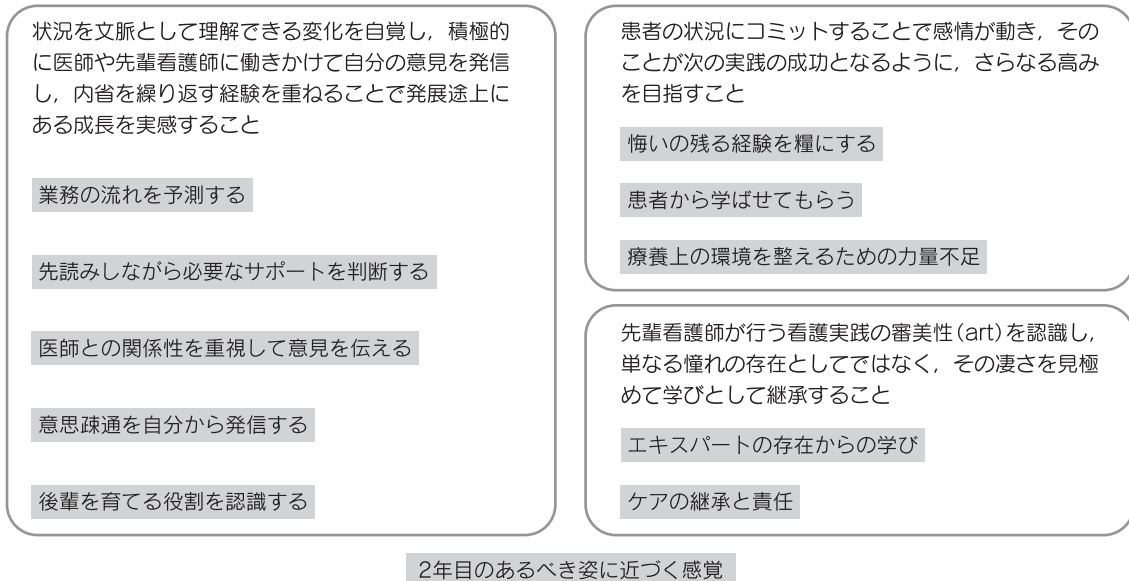 状況を文脈として理解できる変化を自覚し，積極的
に医師や先輩看護師に働きかけて自分の意見を発信
し，内省を繰り返す経験を重ねることで発展途上に
ある成長を実感すること
業務の流れを予測する
先読みしながら必要なサポートを判断する
医師との関係性を重視して意見を伝える
意思疎通を自分から発信する
後輩を育てる役割を認識する
患者の状況にコミットすることで感情が動き，その
ことが次の実践の成功となるように，さらなる高み
を目指すこと
悔いの残る経験を糧にする
患者から学ばせてもらう
療養上の環境を整えるための力量不足
先輩看護師が行う看護実践の審美性（art）を認識し，
単なる憧れの存在としてではなく，その凄さを見極
めて学びとして継承すること
エキスパートの存在からの学び
ケアの継承と責任
2年目のあるべき姿に近づく感覚